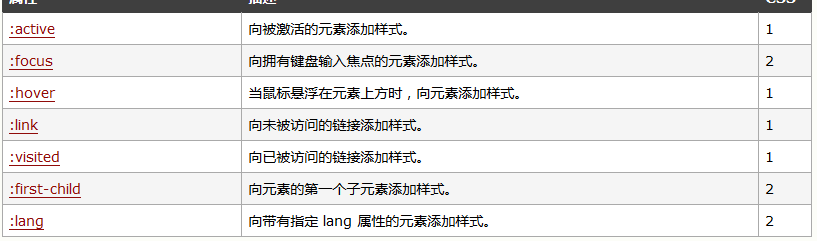 属性 描述 CSS
:active 向被激活的元素添加样式。 1
:focus 向拥有键盘输入焦点的元素添加样式。 2
:hover 当鼠标悬浮在元素上方时，向元素添加样式。 1
:link 向未被访问的链接添加样式。 1
:visited 向已被访问的链接添加样式。 1
:first-child 向元素的第一个子元素添加样式。 2
:lang 向带有指定 lang 属性的元素添加样式。 2